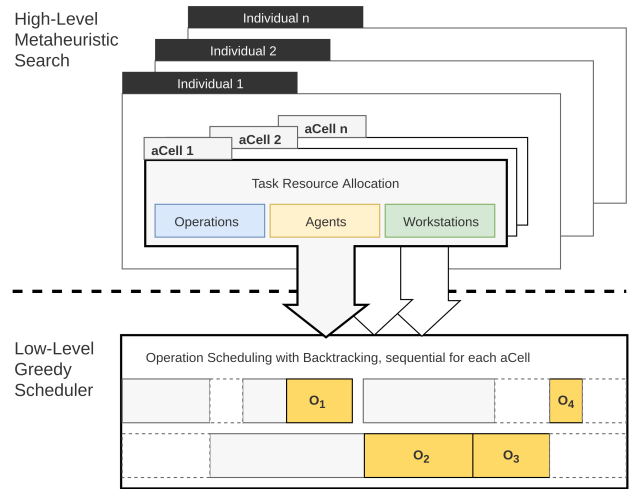 High-Level
Metaheuristic
Search
Individual n
Individual 2
Individual 1
aCell n
aCell 2
aCell 1
Task Resource Allocation
Operations
Agents
Workstations
Low-Level
Greedy
Scheduler
Operation Scheduling with Backtracking, sequential for each aCell
O1
O4
O2
O3